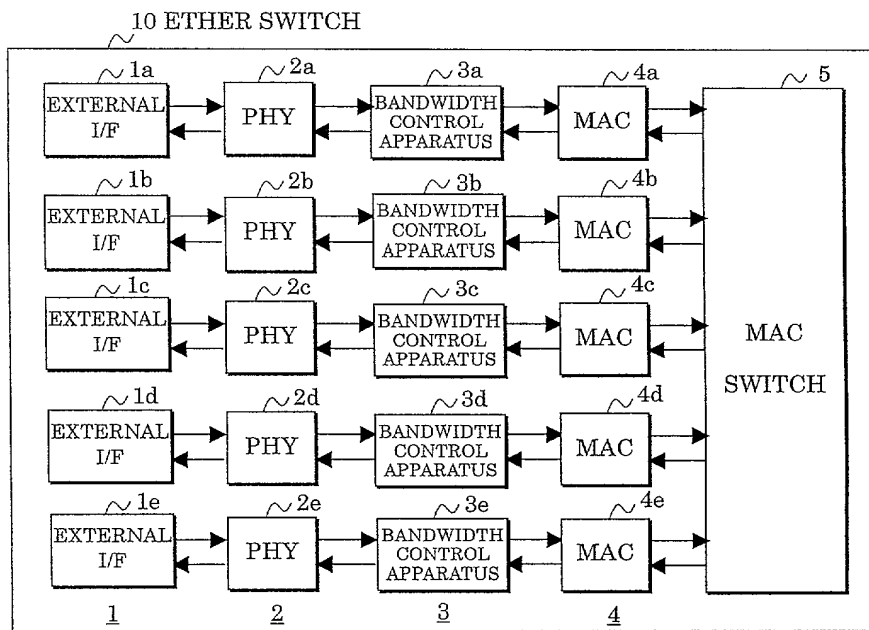 10 ETHER SWITCH
1a 2a 3a 4a 5
EXTERNAL
I/F
PHY
BANDWIDTH
CONTROL
APPARATUS
MAC
1b 2b 3b 4b
EXTERNAL
I/F
PHY
BANDWIDTH
CONTROL
APPARATUS
MAC
1c 2c 3c 4c
EXTERNAL
I/F
PHY
BANDWIDTH
CONTROL
APPARATUS
MAC
MAC
SWITCH
1d 2d 3d 4d
EXTERNAL
I/F
PHY
BANDWIDTH
CONTROL
APPARATUS
MAC
1e 2e 3e 4e
EXTERNAL
I/F
PHY
BANDWIDTH
CONTROL
APPARATUS
MAC
1 2 3 4